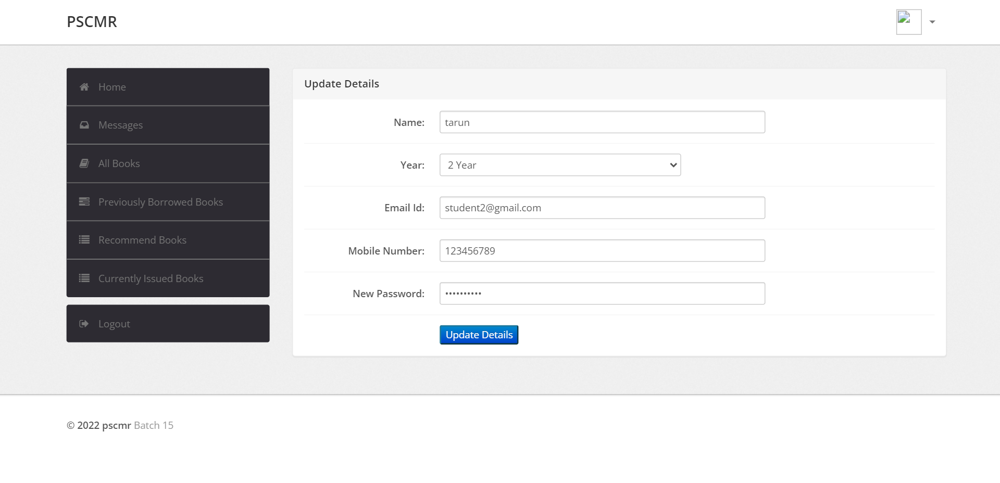 PSCMR
Home
Messages
All Books
Previously Borrowed Books
Recommend Books
Currently Issued Books
Logout
Update Details
Name: tarun
Year: 2 Year
Email Id: student2@gmail.com
Mobile Number: 123456789
New Password: ••••••••••
Update Details
© 2022 pscmr Batch 15